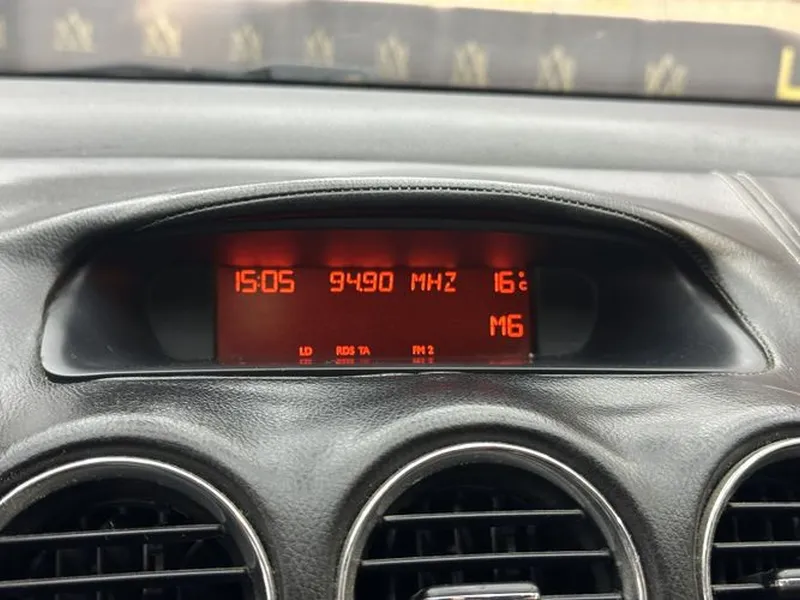 15:05 94.90 MHZ 16°C
M6
LD RDS TA FM 2
L